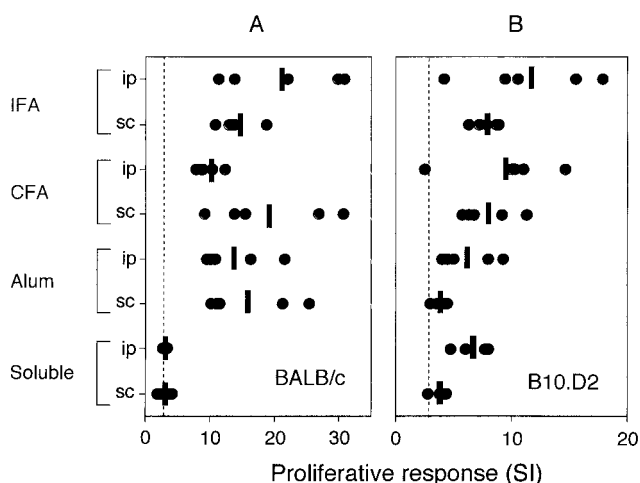 A B
IFA
ip
sc
CFA
ip
sc
Alum
ip
sc
Soluble
ip
sc
BALB/c B10.D2
0 10 20 30 0 10 20
Proliferative response (SI)